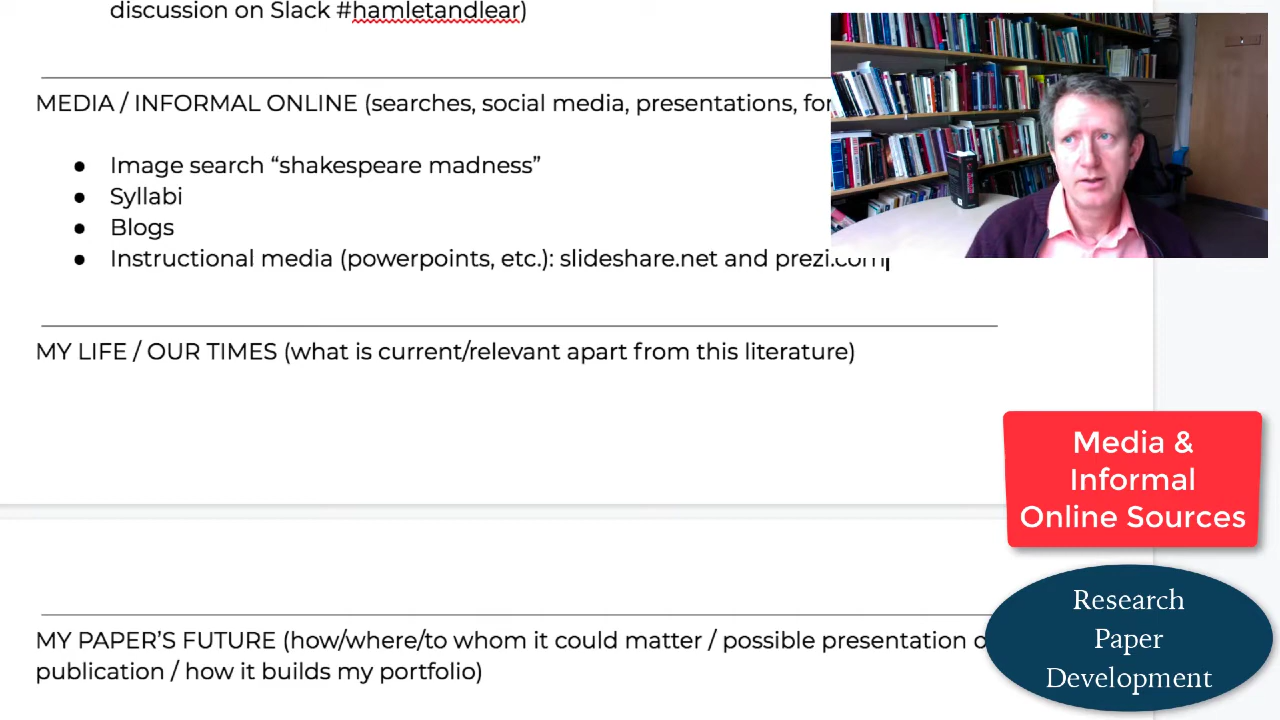 discussion on Slack #hamletandlear)
MEDIA / INFORMAL ONLINE (searches, social media, presentations,
● Image search “shakespeare madness”
● Syllabi
● Blogs
● Instructional media (powerpoints, etc.): slideshare.net and prezi.com
MY LIFE / OUR TIMES (what is current/relevant apart from this literature)
Media &
Informal
Online Sources
Research
Paper
Development
MY PAPER’S FUTURE (how/where/to whom it could matter / possible presentation
publication / how it builds my portfolio)